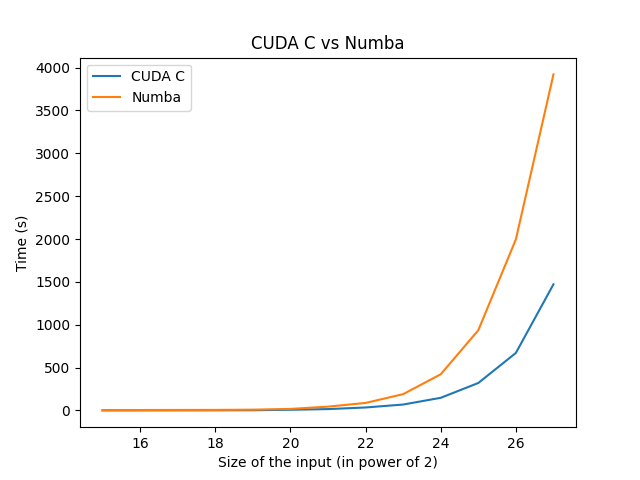 CUDA C vs Numba
CUDA C
Numba
4000
3500
3000
2500
2000
1500
1000
500
0
Time (s)
16 18 20 22 24 26
Size of the input (in power of 2)